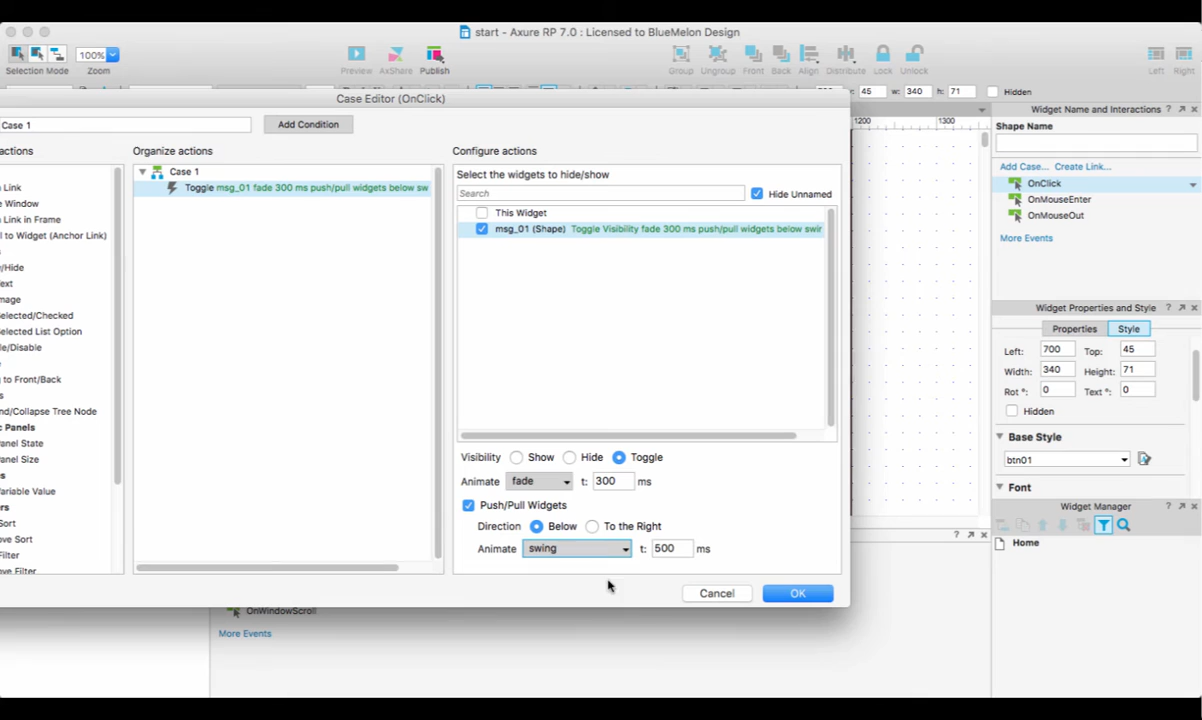 start - Axure RP 7.0 : Licensed to BlueMelon Design
100%
Selection Mode
Zoom
Preview
AxShare
Publish
Group
Ungroup
Front
Back
Align
Distribute
Lock
Unlock
Left
Right
45
w:
340
h:
71
Hidden
Case Editor (OnClick)
Case 1
Add Condition
actions
Organize actions
Configure actions
n Link
e Window
n Link in Frame
l to Widget (Anchor Link)
s
/Hide
ext
mage
elected/Checked
elected List Option
le/Disable
e
g to Front/Back
s
nd/Collapse Tree Node
c Panels
anel State
anel Size
s
ariable Value
rs
Sort
ove Sort
Filter
ove Filter
Case 1
Toggle msg_01 fade 300 ms push/pull widgets below sw
Select the widgets to hide/show
Search
Hide Unnamed
This Widget
msg_01 (Shape) Toggle Visibility fade 300 ms push/pull widgets below swir
Visibility
Show
Hide
Toggle
Animate
fade
t:
300
ms
Push/Pull Widgets
Direction
Below
To the Right
Animate
swing
t:
500
ms
Cancel
OK
OnWindowScroll
More Events
1200
1300
Widget Name and Interactions
?
Shape Name
Add Case...
Create Link...
OnClick
OnMouseEnter
OnMouseOut
More Events
Widget Properties and Style
?
Properties
Style
Left:
700
Top:
45
Width:
340
Height:
71
Rot °:
0
Text °:
0
Hidden
Base Style
btn01
Font
Widget Manager
?
Home
?